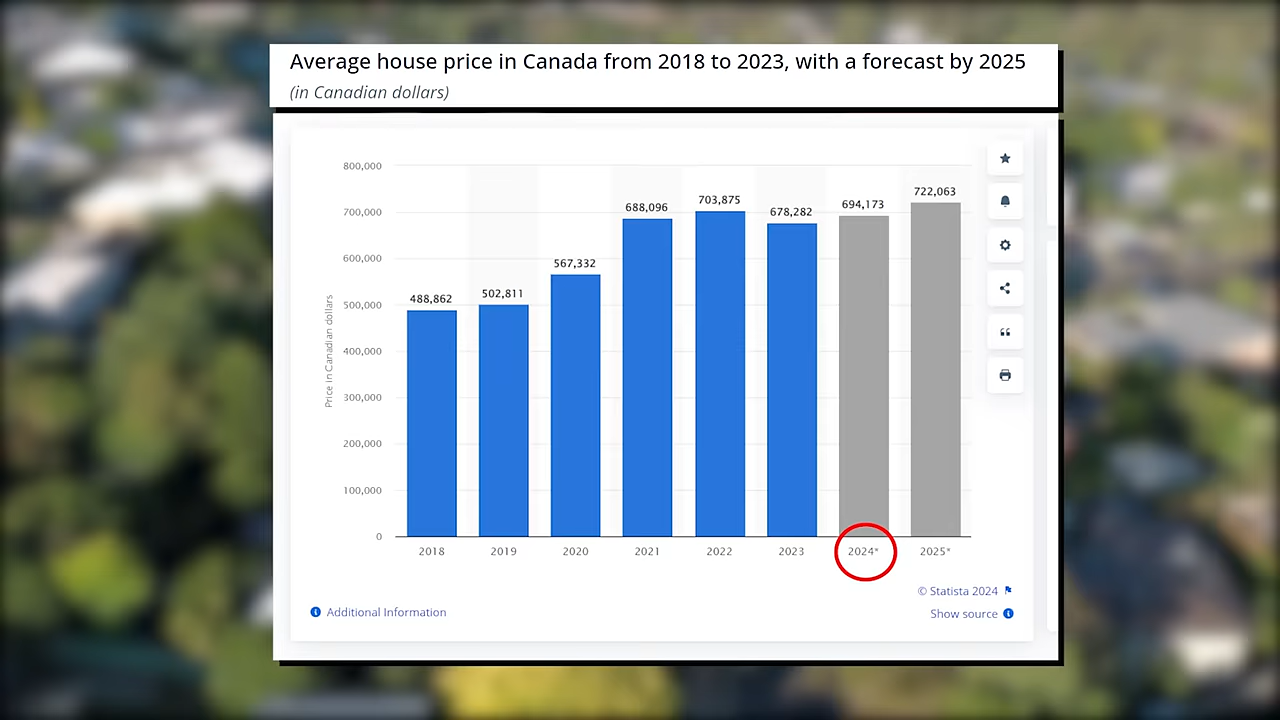 Average house price in Canada from 2018 to 2023, with a forecast by 2025
(in Canadian dollars)
Price in Canadian dollars
800,000
700,000
600,000
500,000
400,000
300,000
200,000
100,000
0
488,862
502,811
567,332
688,096
703,875
678,282
694,173
722,063
2018 2019 2020 2021 2022 2023 2024* 2025*
© Statista 2024
Additional Information
Show source